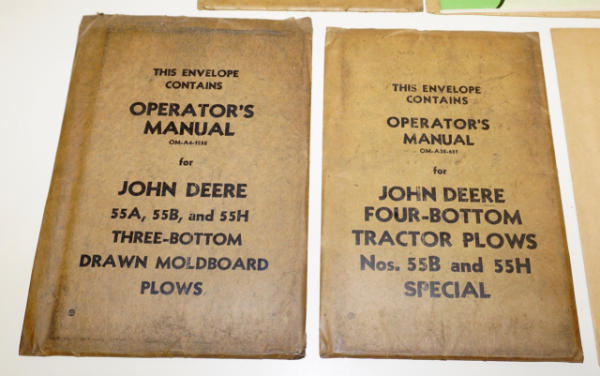 THIS ENVELOPE
CONTAINS
OPERATOR'S
MANUAL
for
JOHN DEERE
55A, 55B, and 55H
THREE-BOTTOM
DRAWN MOLDBOARD
PLOWS
THIS ENVELOPE
CONTAINS
OPERATOR'S
MANUAL
for
JOHN DEERE
FOUR-BOTTOM
TRACTOR PLOWS
Nos. 55B and 55H
SPECIAL